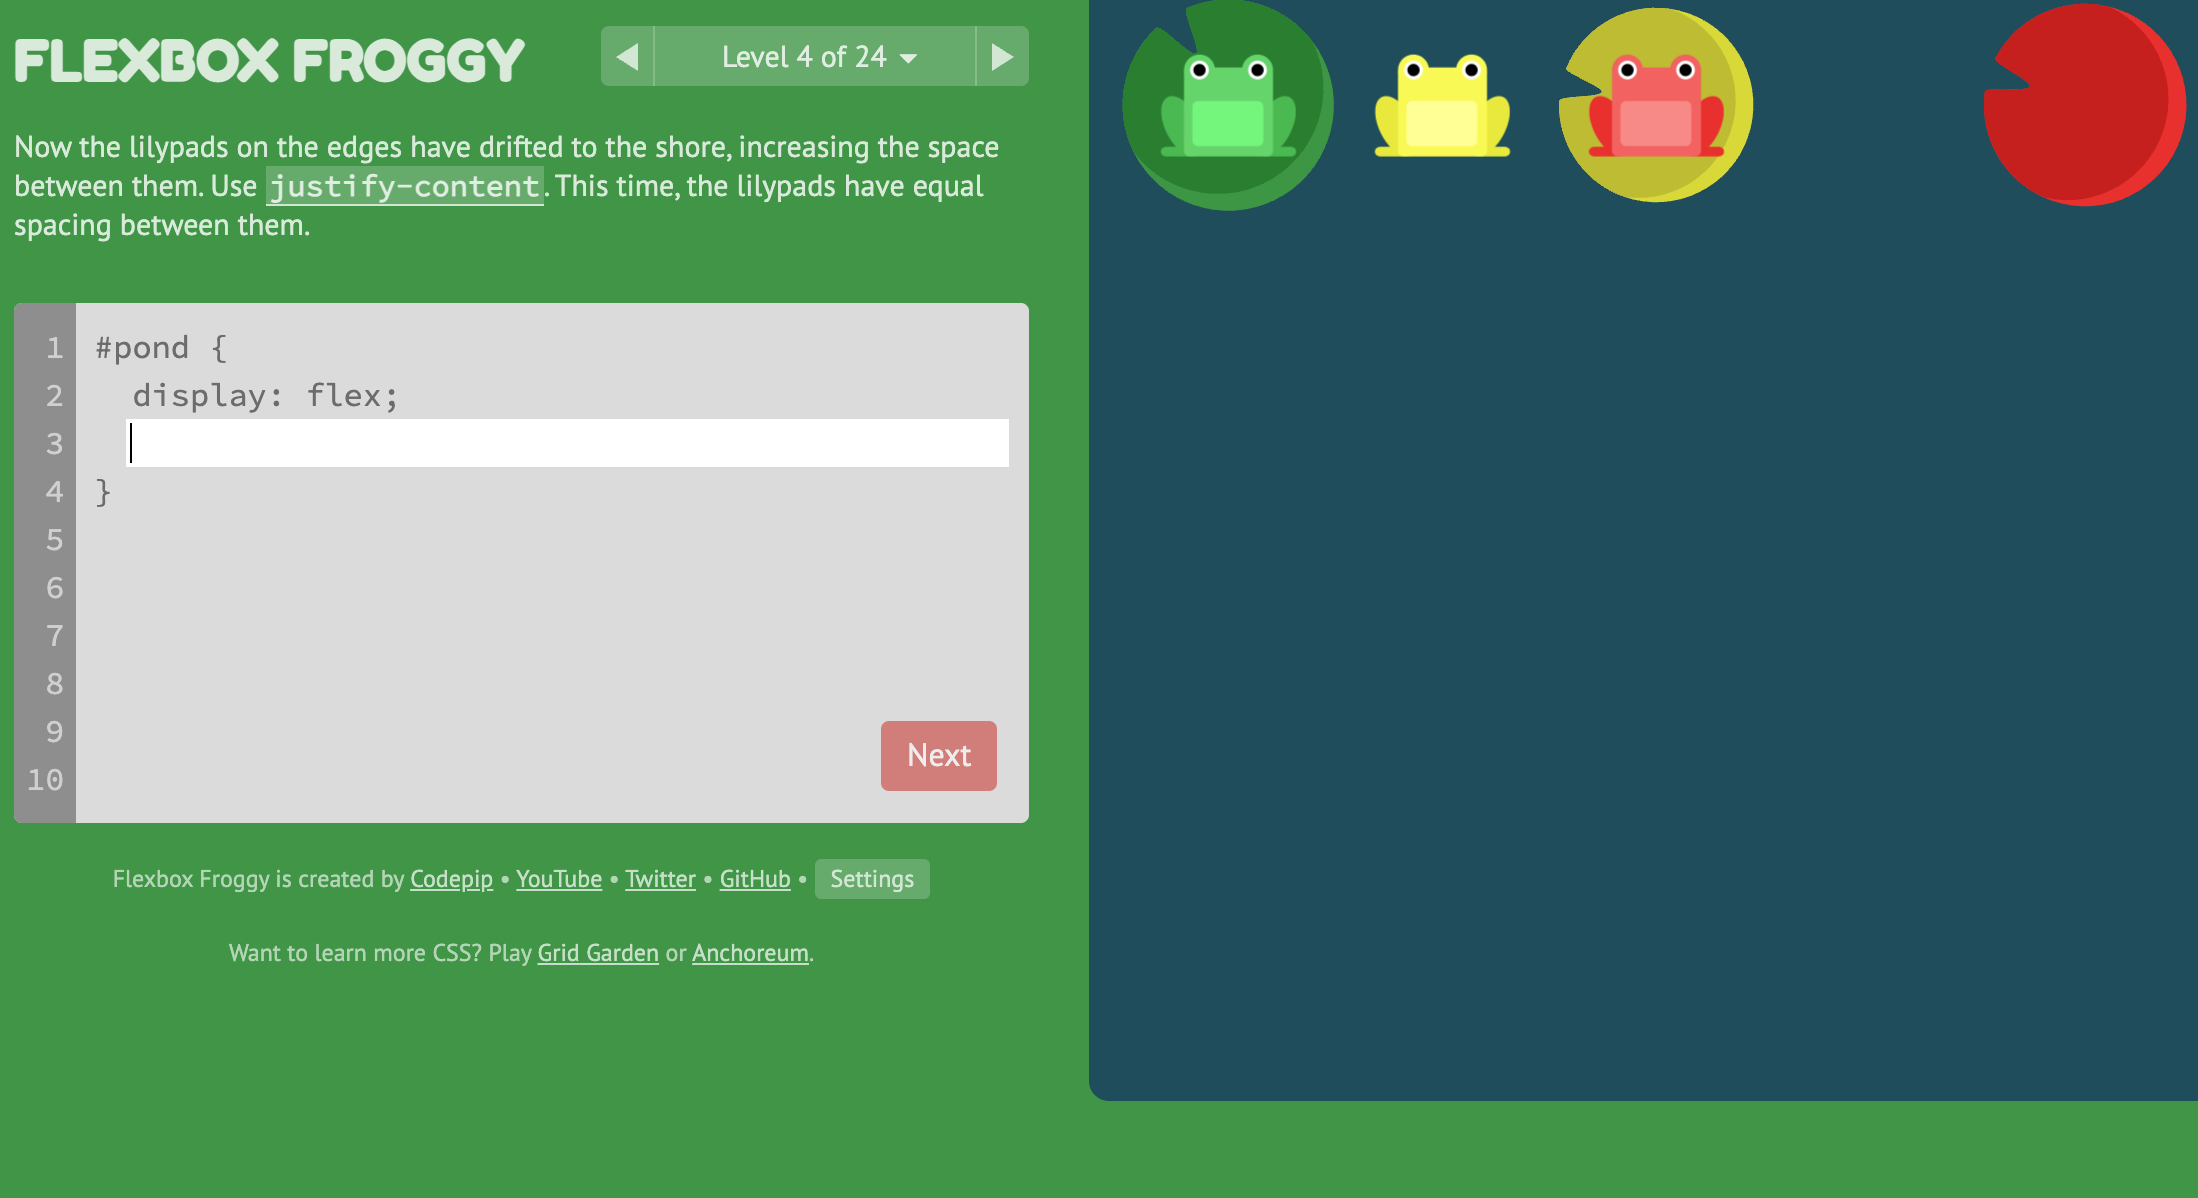 FLEXBOX FROGGY
Level 4 of 24
Now the lilypads on the edges have drifted to the shore, increasing the space
between them. Use justify-content. This time, the lilypads have equal
spacing between them.
1 #pond {
2 display: flex;
3
4 }
5
6
7
8
9
10
Next
Flexbox Froggy is created by Codepip • YouTube • Twitter • GitHub • Settings
Want to learn more CSS? Play Grid Garden or Anchoreum.